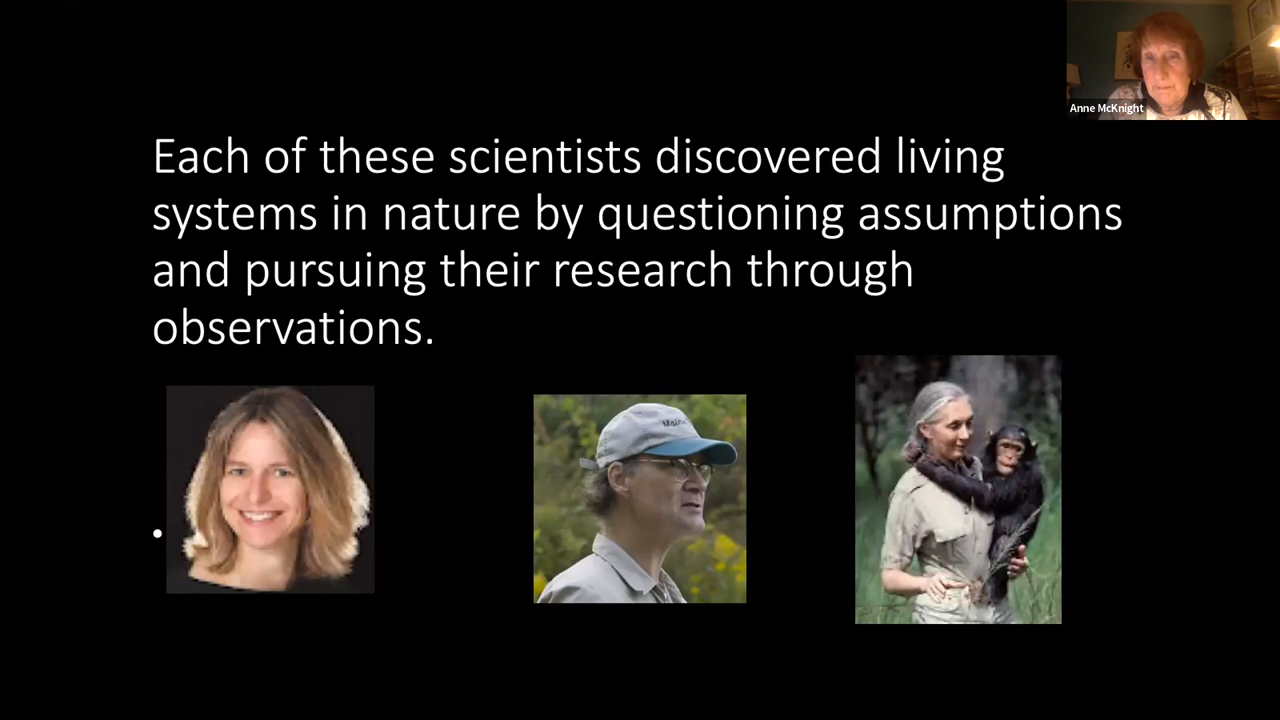 Anne McKnight
Each of these scientists discovered living
systems in nature by questioning assumptions
and pursuing their research through
observations.